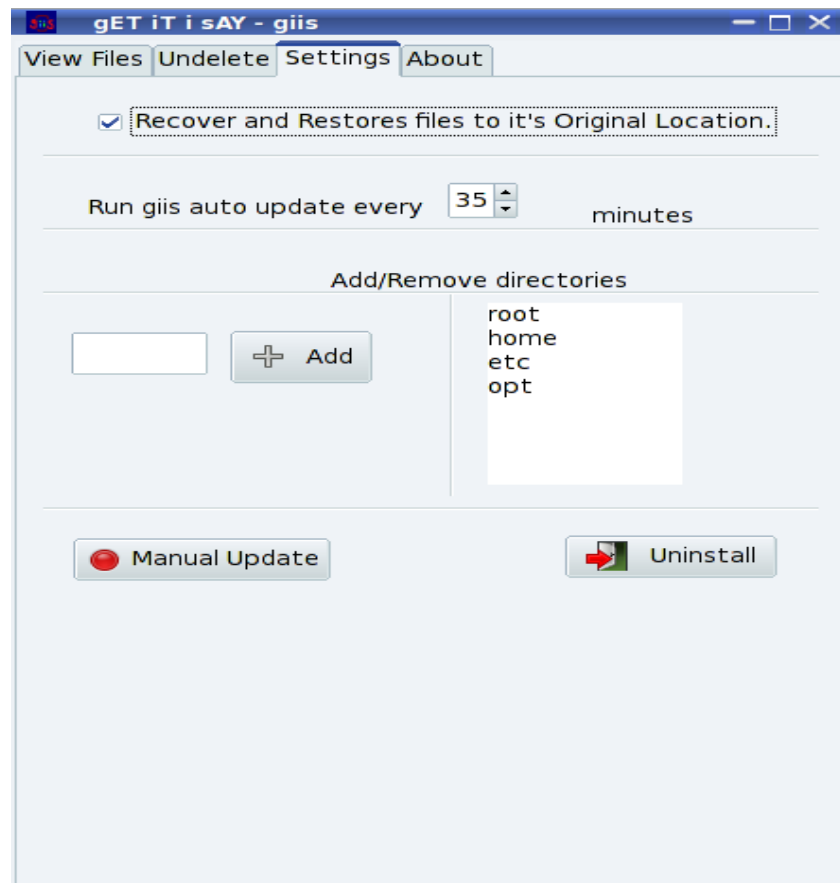 giis gET iT i sAY - giis
View Files Undelete Settings About
Recover and Restores files to it's Original Location.
Run giis auto update every 35 minutes
Add/Remove directories
root
home
etc
opt
Add
Manual Update Uninstall